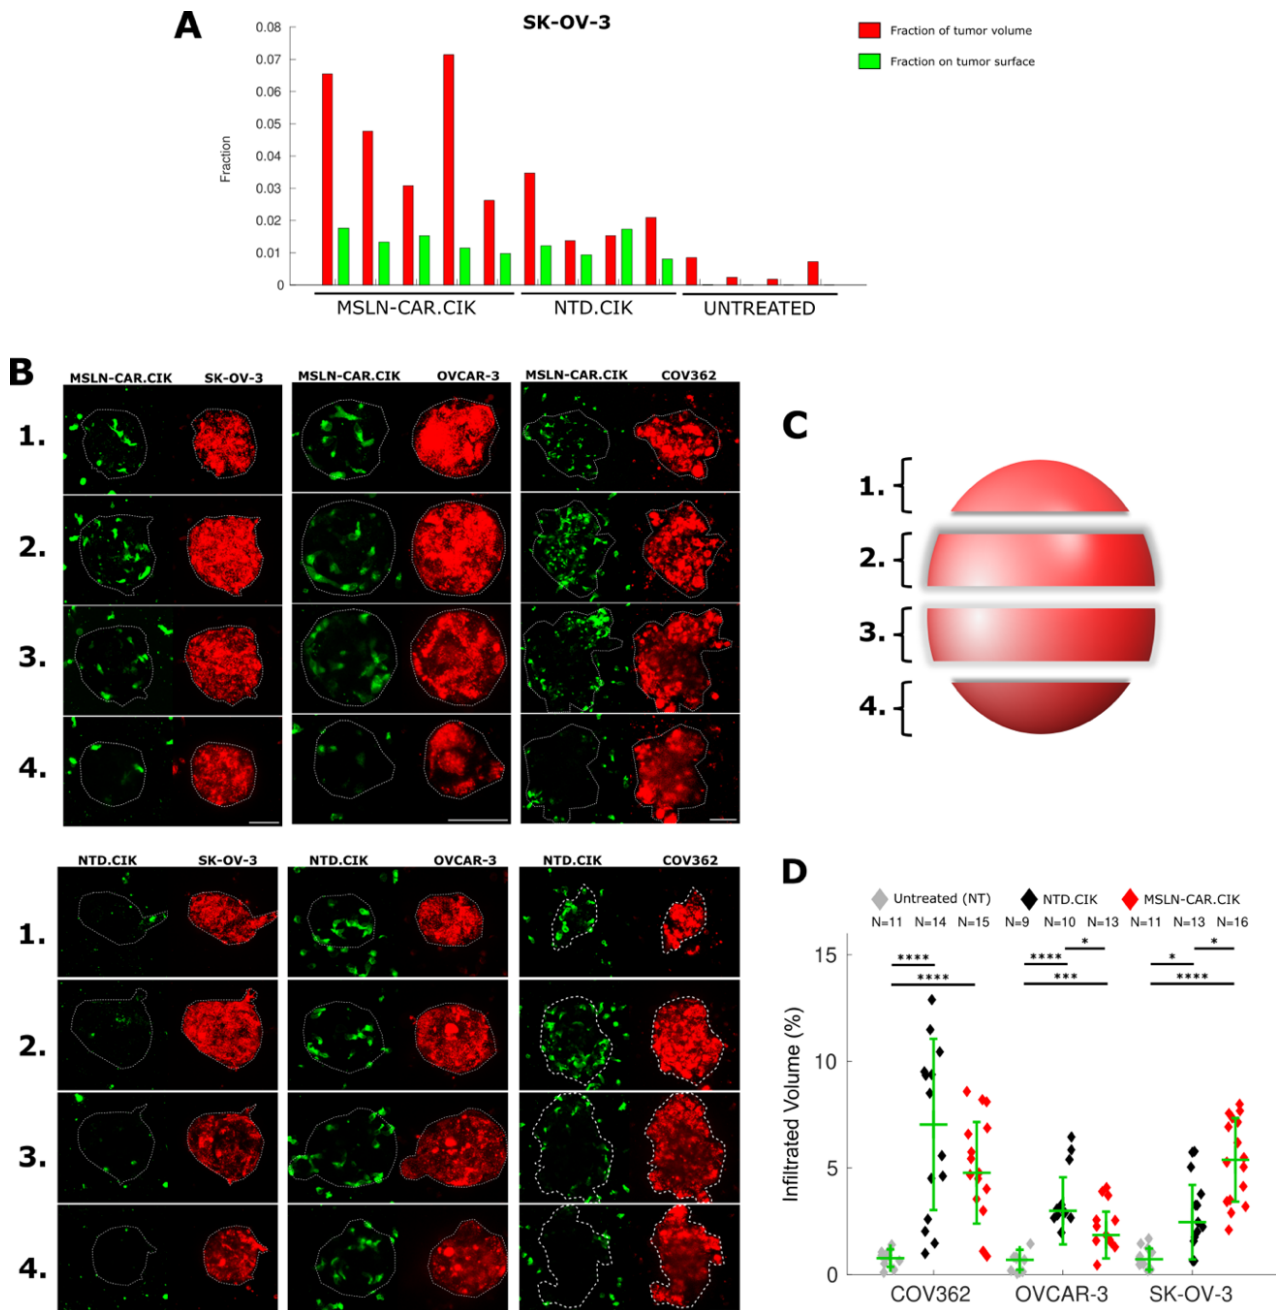 A
SK-OV-3
Fraction of tumor volume
Fraction on tumor surface
0.08
0.07
0.06
0.05
0.04
0.03
0.02
0.01
0
Fraction
MSLN-CAR.CIK NTD.CIK UNTREATED
B
MSLN-CAR.CIK SK-OV-3 MSLN-CAR.CIK OVCAR-3 MSLN-CAR.CIK COV362
1.
2.
3.
4.
NTD.CIK SK-OV-3 NTD.CIK OVCAR-3 NTD.CIK COV362
1.
2.
3.
4.
C
1.
2.
3.
4.
D
Untreated (NT) NTD.CIK MSLN-CAR.CIK
N=11 N=14 N=15 N=9 N=10 N=13 N=11 N=13 N=16
* *
**** **** *
**** *** ****
15
10
5
0
Infiltrated Volume (%)
COV362 OVCAR-3 SK-OV-3